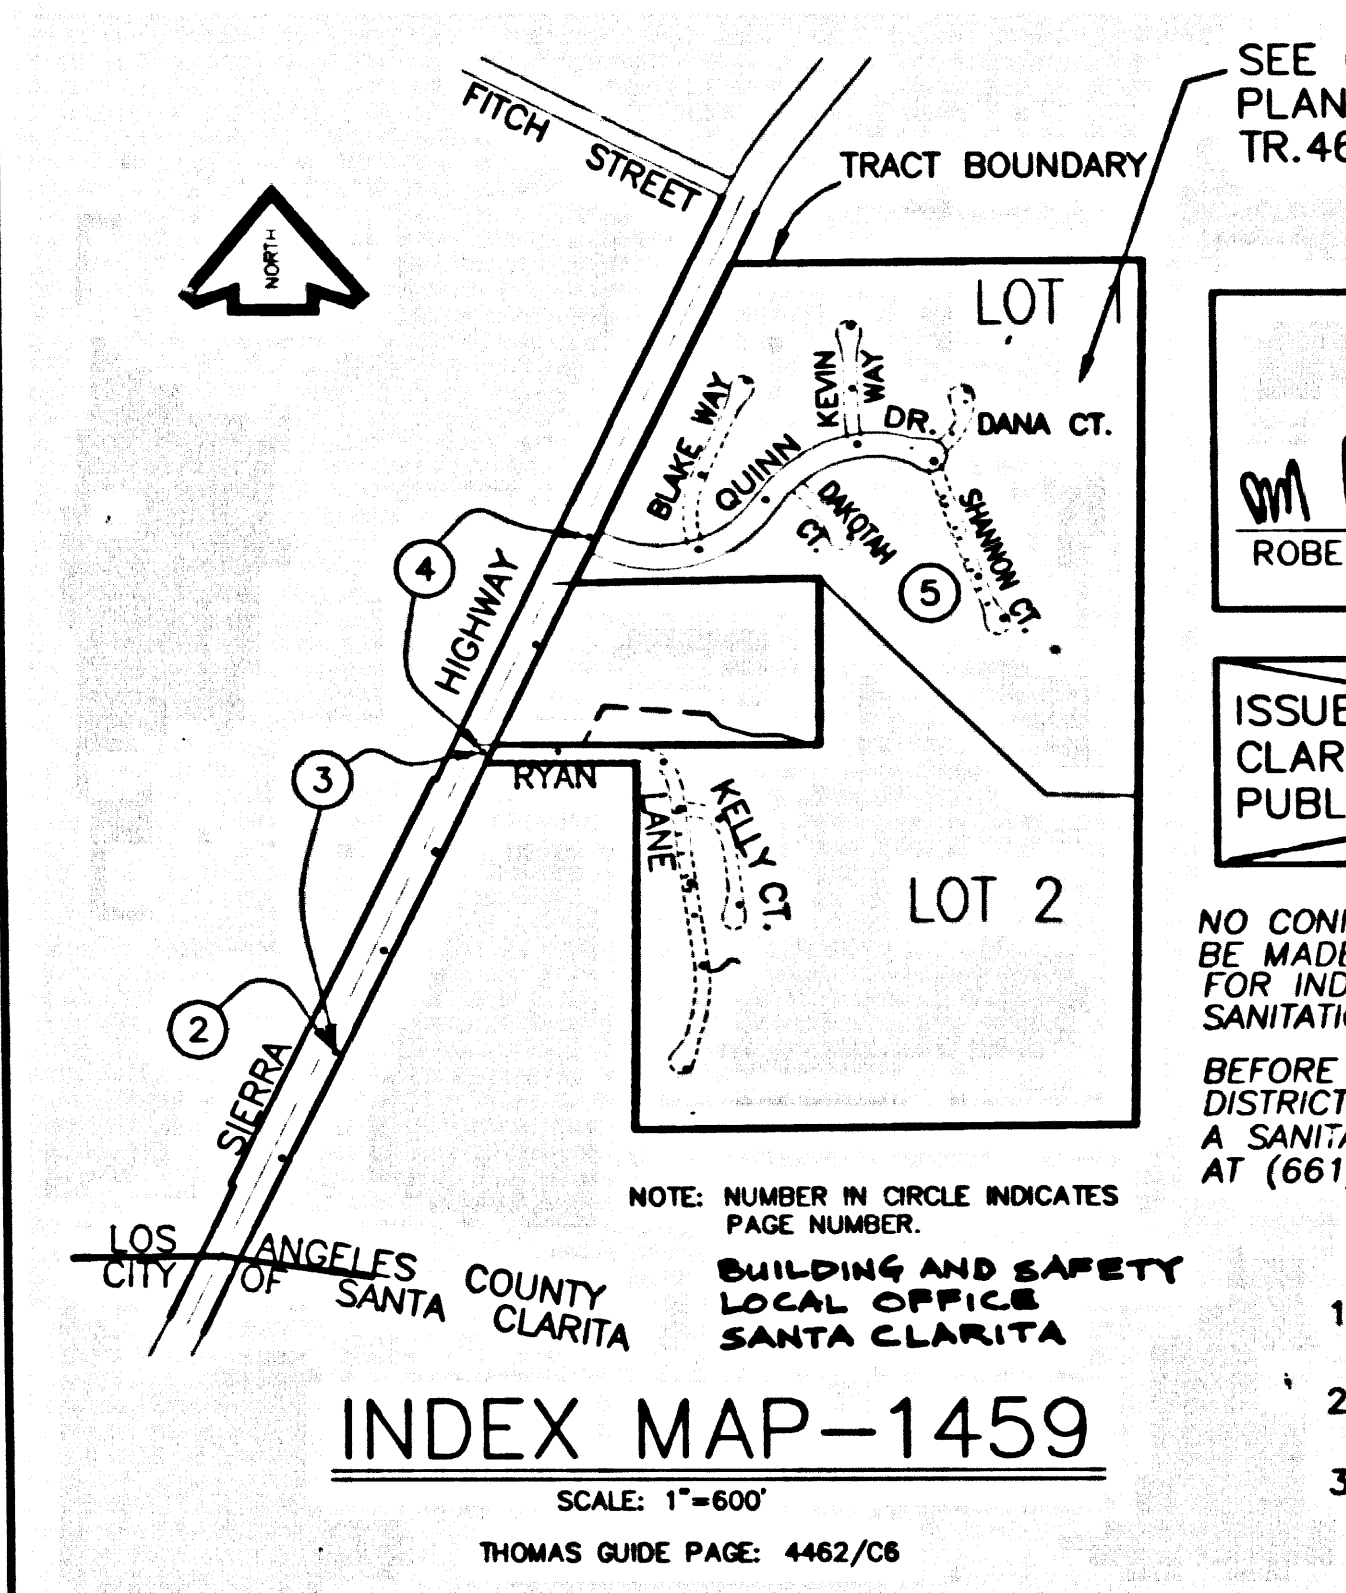 SEE
PLAN
TR.46
FITCH STREET
TRACT BOUNDARY
NORTH
LOT 1
KEVIN WAY
BLAKE WAY
QUINN DR.
DANA CT.
DAKOTAH CT.
SHANNON CT.
4
5
HIGHWAY
ROBE
3
RYAN
LANE
KELLY CT.
ISSUE
CLAR
PUBL
LOT 2
2
SIERRA
NO CONN
BE MADE
FOR IND
SANITATI
BEFORE
DISTRICT
A SANITA
AT (661
NOTE: NUMBER IN CIRCLE INDICATES
PAGE NUMBER.
LOS ANGELES COUNTY
CITY OF SANTA CLARITA
BUILDING AND SAFETY
LOCAL OFFICE
SANTA CLARITA
1
2
3
INDEX MAP-1459
SCALE: 1"=600'
THOMAS GUIDE PAGE: 4462/C6